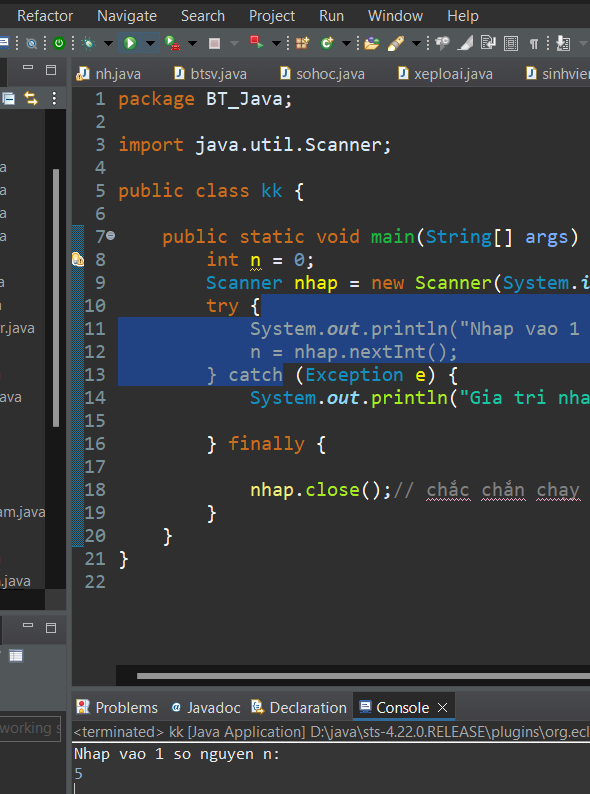 Refactor Navigate Search Project Run Window Help
nh.java btsv.java sohoc.java xeploai.java sinhvie
1 package BT_Java;
2
3 import java.util.Scanner;
4
5 public class kk {
6
7 public static void main(String[] args)
8 int n = 0;
9 Scanner nhap = new Scanner(System.i
10 try {
11 System.out.println("Nhap vao 1
12 n = nhap.nextInt();
13 } catch (Exception e) {
14 System.out.println("Gia tri nha
15
16 } finally {
17
18 nhap.close();// chắc chắn chạy
19 }
20 }
21 }
22
a
a
a
a
a
r.java
ava
am.java
.java
working s
Problems @ Javadoc Declaration Console
<terminated> kk [Java Application] D:\java\sts-4.22.0.RELEASE\plugins\org.ecl
Nhap vao 1 so nguyen n:
5